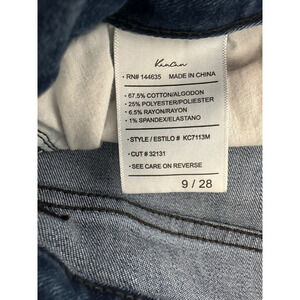 KanCan
• RN# 144635 MADE IN CHINA
• 67.5% COTTON/ALGODON
• 25% POLYESTER/POLIESTER
• 6.5% RAYON/RAYON
• 1% SPANDEX/ELASTANO
• STYLE / ESTILO # KC7113M
• CUT # 32131
• SEE CARE ON REVERSE
9 / 28